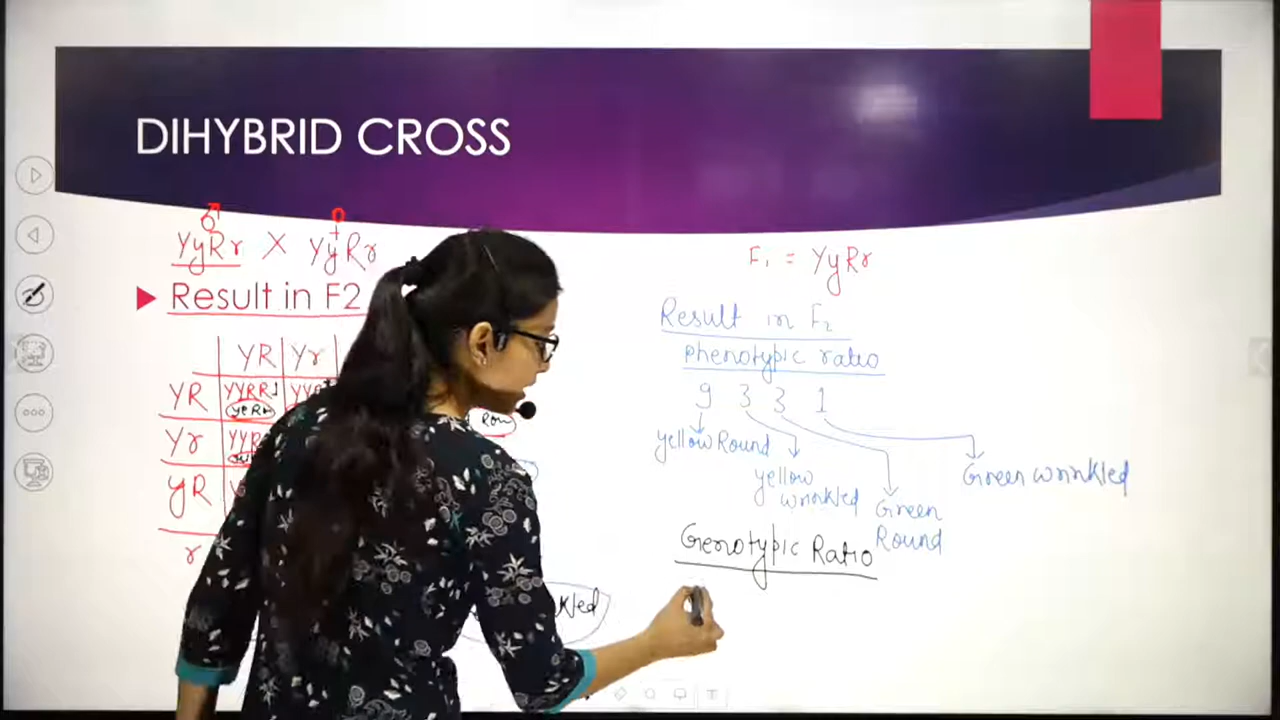 DIHYBRID CROSS
YyRr X YyRr
Result in F2
YR Yr
YR YYRR
Yr
yR
r
F1 = YyRr
Result in F2
Phenotypic ratio
9 3 3 1
yellow Round
yellow wrinkled
Green Round
Green wrinkled
Genotypic Ratio